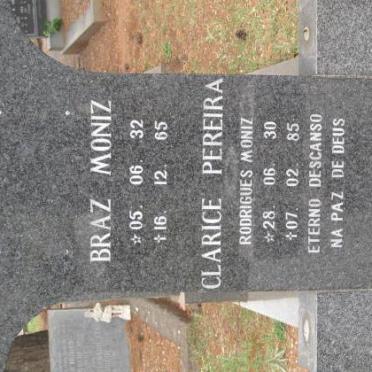 BRAZ MONIZ
☆05. 06. 32
✝16. 12. 65
CLARICE PEREIRA
RODRIGUES MONIZ
☆28. 06. 30
✝07. 02. 85
ETERNO DESCANSO
NA PAZ DE DEUS